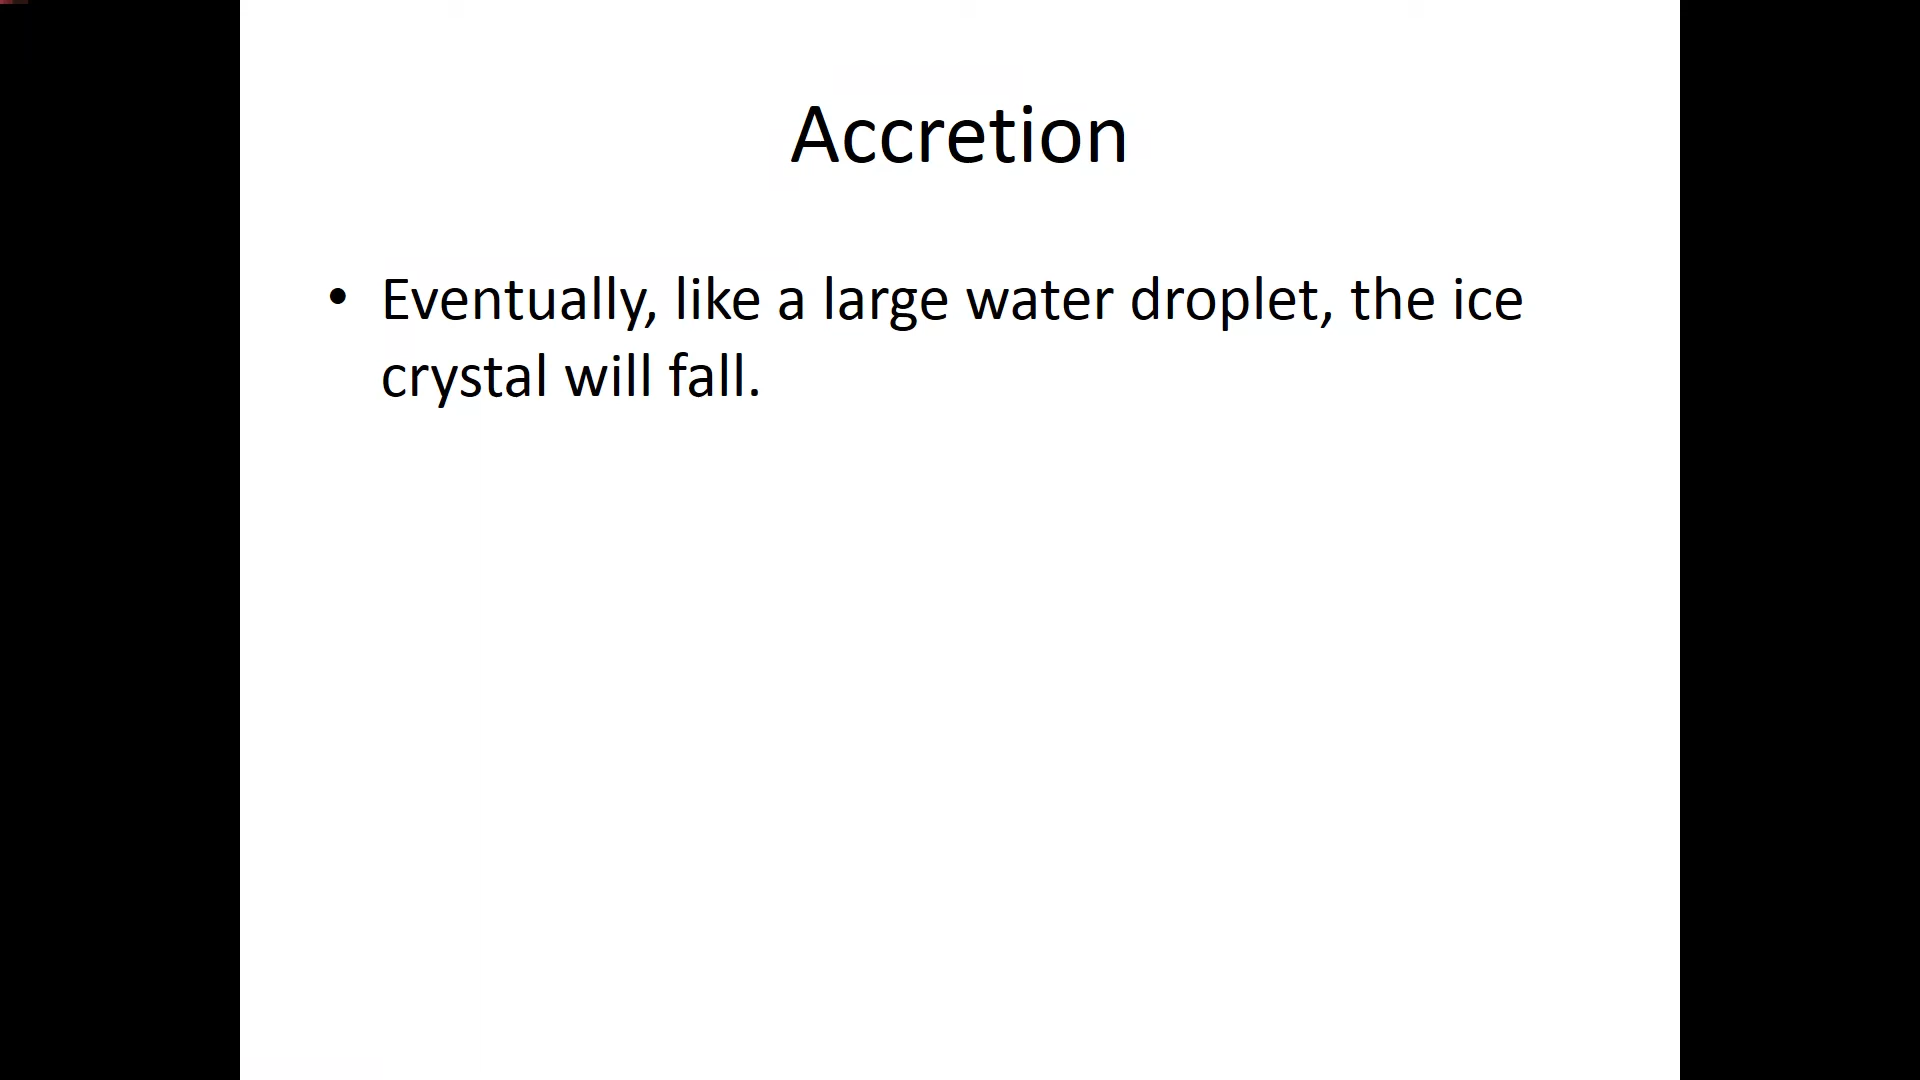 Accretion
• Eventually, like a large water droplet, the ice
crystal will fall.